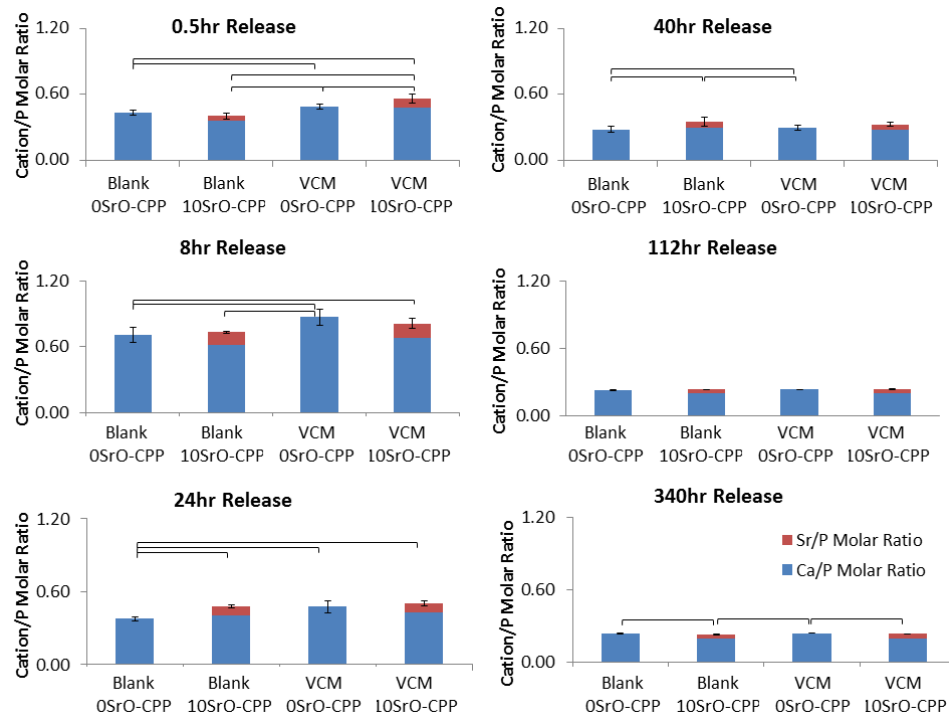 0.5hr Release
Cation/P Molar Ratio
1.20
0.60
0.00
Blank Blank VCM VCM
0SrO-CPP 10SrO-CPP 0SrO-CPP 10SrO-CPP
40hr Release
Cation/P Molar Ratio
1.20
0.60
0.00
Blank Blank VCM VCM
0SrO-CPP 10SrO-CPP 0SrO-CPP 10SrO-CPP
8hr Release
Cation/P Molar Ratio
1.20
0.60
0.00
Blank Blank VCM VCM
0SrO-CPP 10SrO-CPP 0SrO-CPP 10SrO-CPP
112hr Release
Cation/P Molar Ratio
1.20
0.60
0.00
Blank Blank VCM VCM
0SrO-CPP 10SrO-CPP 0SrO-CPP 10SrO-CPP
24hr Release
Cation/P Molar Ratio
1.20
0.60
0.00
Blank Blank VCM VCM
0SrO-CPP 10SrO-CPP 0SrO-CPP 10SrO-CPP
340hr Release
Cation/P Molar Ratio
1.20
0.60
0.00
Sr/P Molar Ratio
Ca/P Molar Ratio
Blank Blank VCM VCM
0SrO-CPP 10SrO-CPP 0SrO-CPP 10SrO-CPP